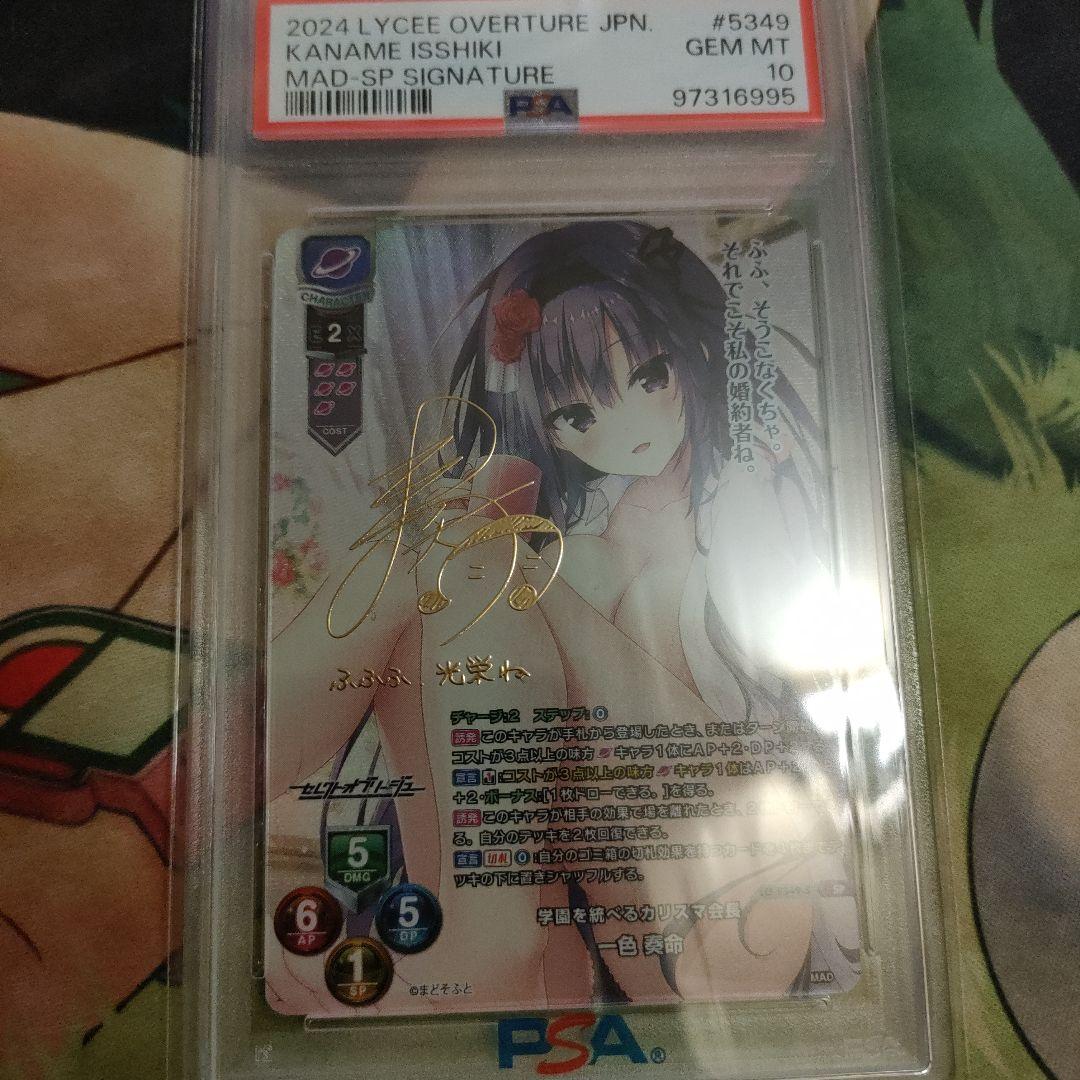 2024 LYCEE OVERTURE JPN. #5349
KANAME ISSHIKI GEM MT
MAD-SP SIGNATURE 10
PSA 97316995
CHARACTER
EX 2
COST
ふふ、そうこなくちゃ。
それでこそ私の婚約者ね。
ふふふ 光栄ね
チャージ:2 ステップ:0
誘発 このキャラが手札から登場したとき、またはターン
コストが3点以上の味方 キャラ1体にAP+2・DP+
宣言 :コストが3点以上の味方 キャラ1体はAP+2
+2・ボーナス:[1枚ドローできる。]を得る。
誘発 このキャラが相手の効果で場を離れたとき、
る。自分のデッキを2枚回復できる。
宣言 切札 0:自分のゴミ箱の切札効果を持つカード
ッキの下に置きシャッフルする。
セレクトオブリージュ
5
DMG
6
AP
5
DP
1
SP
学園を統べるカリスマ会長
一色 奏命
©まどそふと
MAD
PSA®